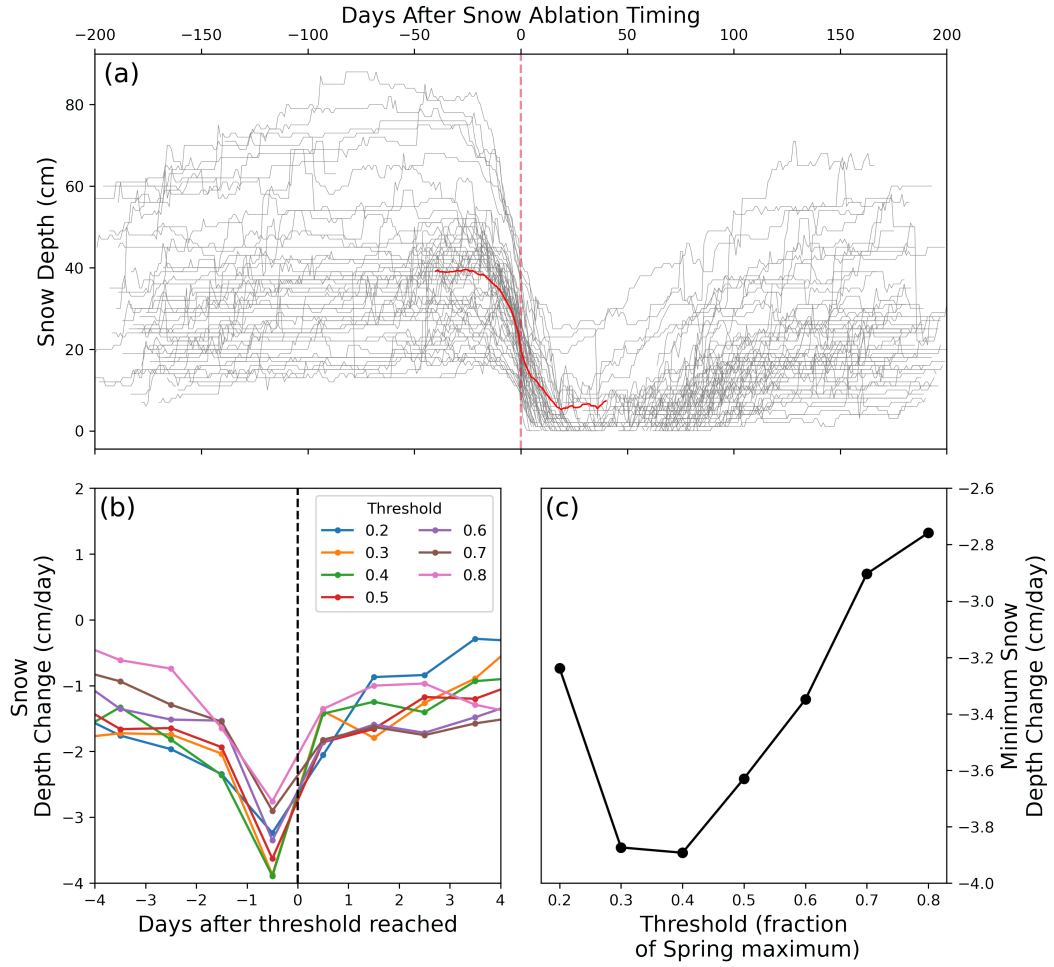 Days After Snow Ablation Timing
−200 −150 −100 −50 0 50 100 150 200
(a)
80
60
40
20
0
Snow Depth (cm)
(b)
2
1
0
−1
−2
−3
−4
Snow
Depth Change (cm/day)
Threshold
0.2 0.6
0.3 0.7
0.4 0.8
0.5
−4 −3 −2 −1 0 1 2 3 4
Days after threshold reached
(c)
−2.6
−2.8
−3.0
−3.2
−3.4
−3.6
−3.8
−4.0
Minimum Snow
Depth Change (cm/day)
0.2 0.3 0.4 0.5 0.6 0.7 0.8
Threshold (fraction
of Spring maximum)